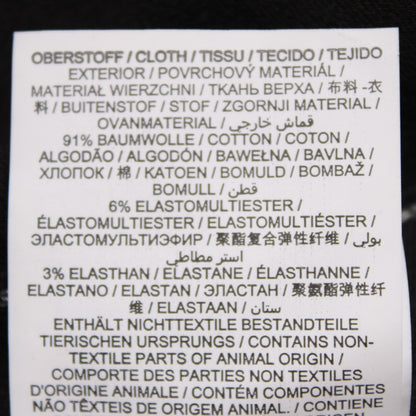 OBERSTOFF / CLOTH / TISSU / TECIDO / TEJIDO
EXTERIOR / POVRCHOVÝ MATERIÁL /
MATERIAŁ WIERZCHNI / ТКАНЬ ВЕРХА / 布料 -衣
料 / BUITENSTOF / STOF / ZGORNJI MATERIAL /
OVANMATERIAL / قماش خارجي /
91% BAUMWOLLE / COTTON / COTON /
ALGODÃO / ALGODÓN / BAWEŁNA / BAVLNA /
ХЛОПОК / 棉 / KATOEN / BOMULD / BOMBAŽ /
BOMULL / قطن /
6% ELASTOMULTIESTER /
ÉLASTOMULTIESTER / ELASTOMULTIÉSTER /
ЭЛАСТОМУЛЬТИЭФИР / 聚酯复合弹性纤维 / بولي
استر مطاطي /
3% ELASTHAN / ELASTANE / ÉLASTHANNE /
ELASTANO / ELASTAN / ЭЛАСТАН / 聚氨酯弹性纤
维 / ELASTAAN / ستان /
ENTHÄLT NICHTTEXTILE BESTANDTEILE
TIERISCHEN URSPRUNGS / CONTAINS NON-
TEXTILE PARTS OF ANIMAL ORIGIN /
COMPORTE DES PARTIES NON TEXTILES
D'ORIGINE ANIMALE / CONTÉM COMPONENTES
NÃO TÊXTEIS DE ORIGEM ANIMAL /